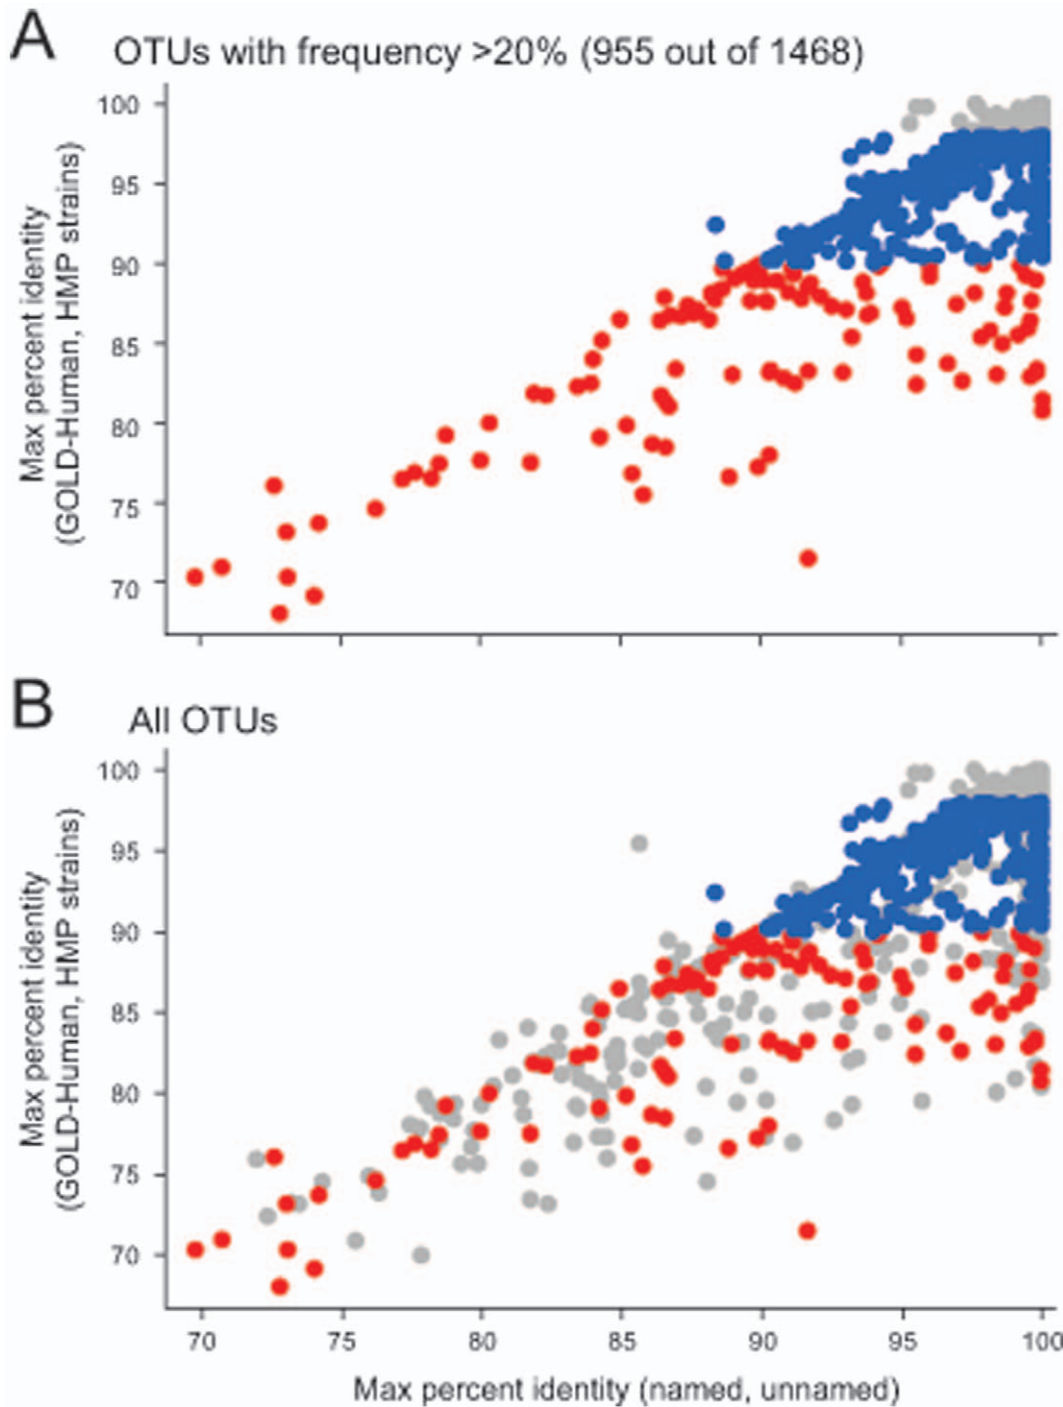 A
OTUs with frequency >20% (955 out of 1468)
Max percent identity
(GOLD-Human, HMP strains)
100
95
90
85
80
75
70
B
All OTUs
Max percent identity
(GOLD-Human, HMP strains)
100
95
90
85
80
75
70
70 75 80 85 90 95 100
Max percent identity (named, unnamed)